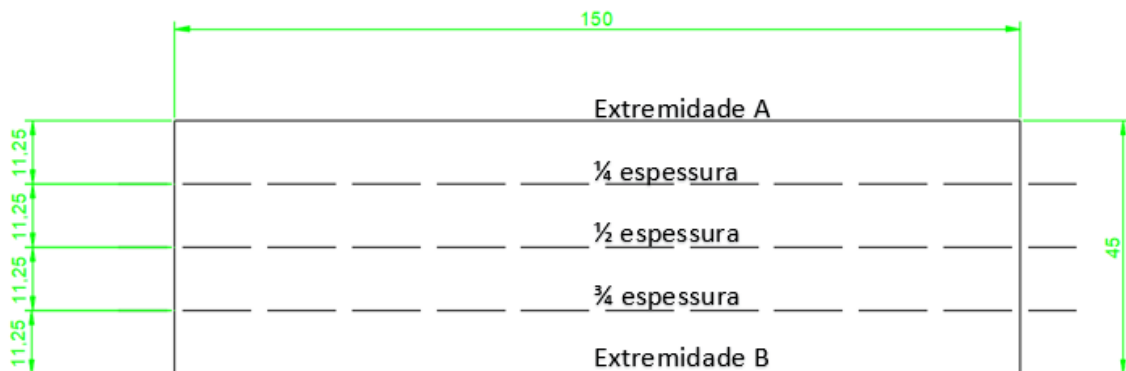 150
Extremidade A
11,25
¼ espessura
11,25
½ espessura
45
11,25
¾ espessura
11,25
Extremidade B